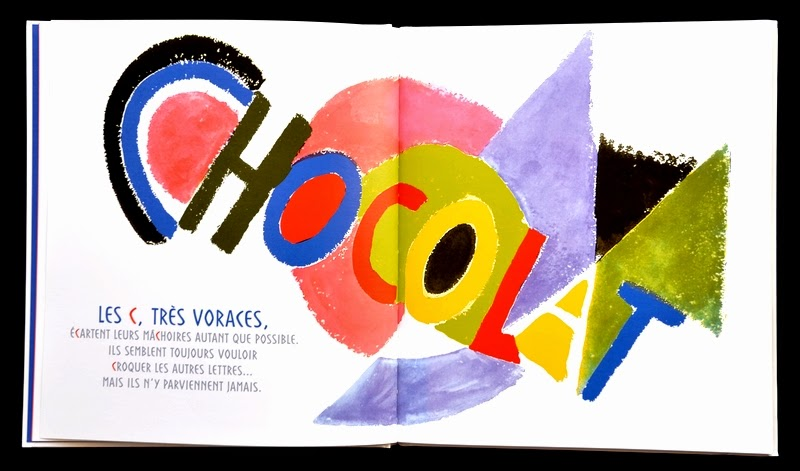 CHOCOLAT
LES C, TRÈS VORACES,
ÉCARTENT LEURS MÂCHOIRES AUTANT QUE POSSIBLE.
ILS SEMBLENT TOUJOURS VOULOIR
CROQUER LES AUTRES LETTRES...
MAIS ILS N'Y PARVIENNENT JAMAIS.